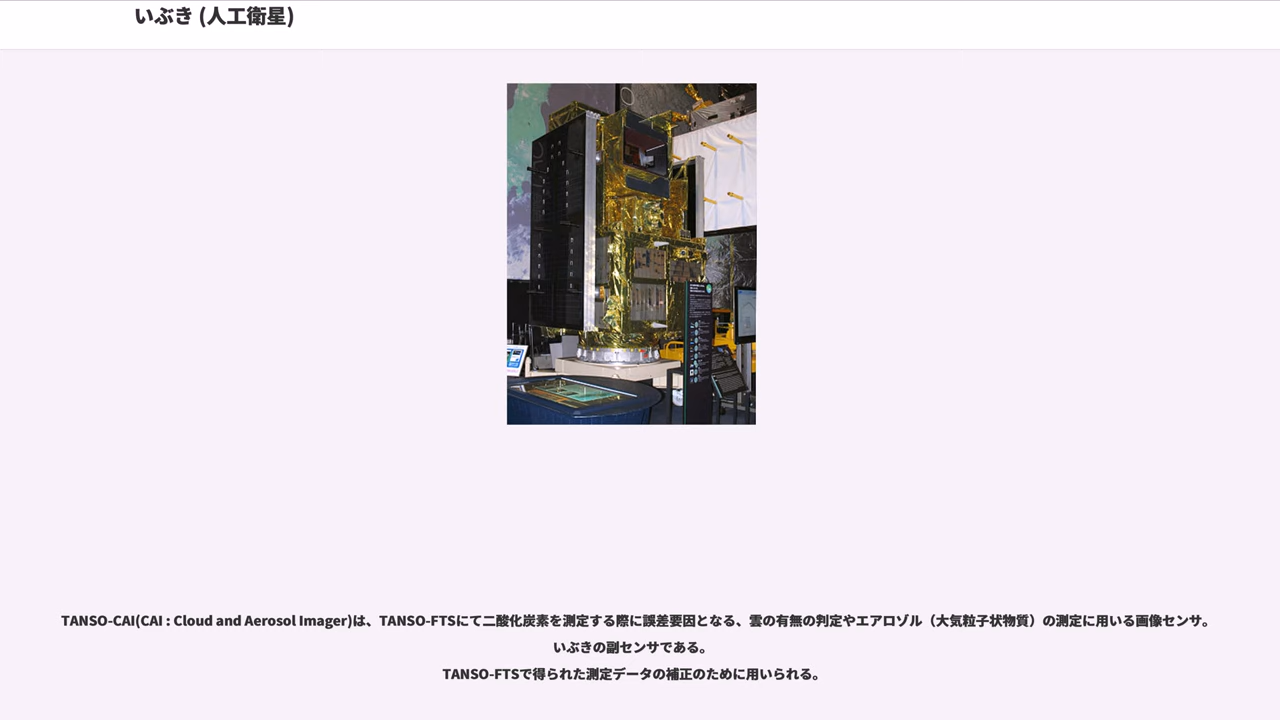 いぶき (人工衛星)
TANSO-CAI(CAI : Cloud and Aerosol Imager)は、TANSO-FTSにて二酸化炭素を測定する際に誤差要因となる、雲の有無の判定やエアロゾル（大気粒子状物質）の測定に用いる画像センサ。
いぶきの副センサである。
TANSO-FTSで得られた測定データの補正のために用いられる。